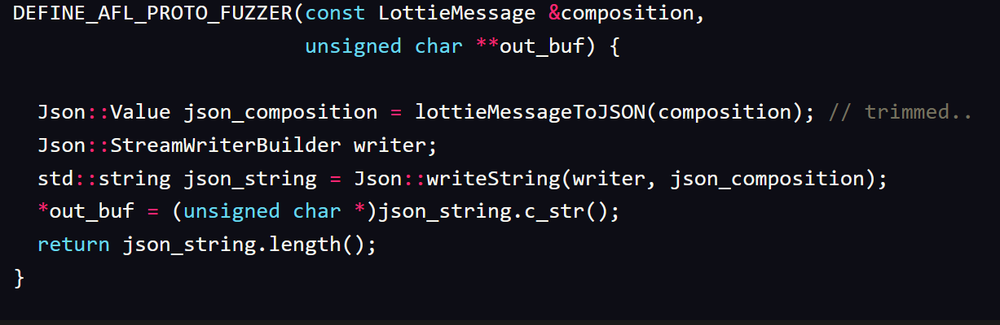 DEFINE_AFL_PROTO_FUZZER(const LottieMessage &composition,
unsigned char **out_buf) {
Json::Value json_composition = lottieMessageToJSON(composition); // trimmed..
Json::StreamWriterBuilder writer;
std::string json_string = Json::writeString(writer, json_composition);
*out_buf = (unsigned char *)json_string.c_str();
return json_string.length();
}